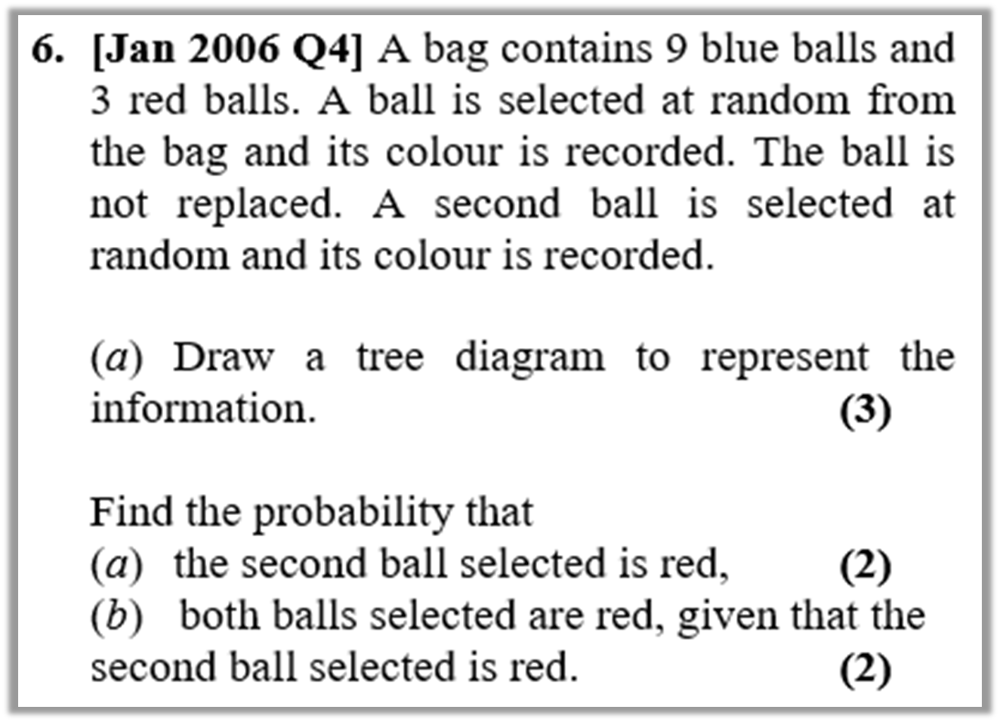 6. [Jan 2006 Q4] A bag contains 9 blue balls and
3 red balls. A ball is selected at random from
the bag and its colour is recorded. The ball is
not replaced. A second ball is selected at
random and its colour is recorded.
(a) Draw a tree diagram to represent the
information. (3)
Find the probability that
(a) the second ball selected is red, (2)
(b) both balls selected are red, given that the
second ball selected is red. (2)